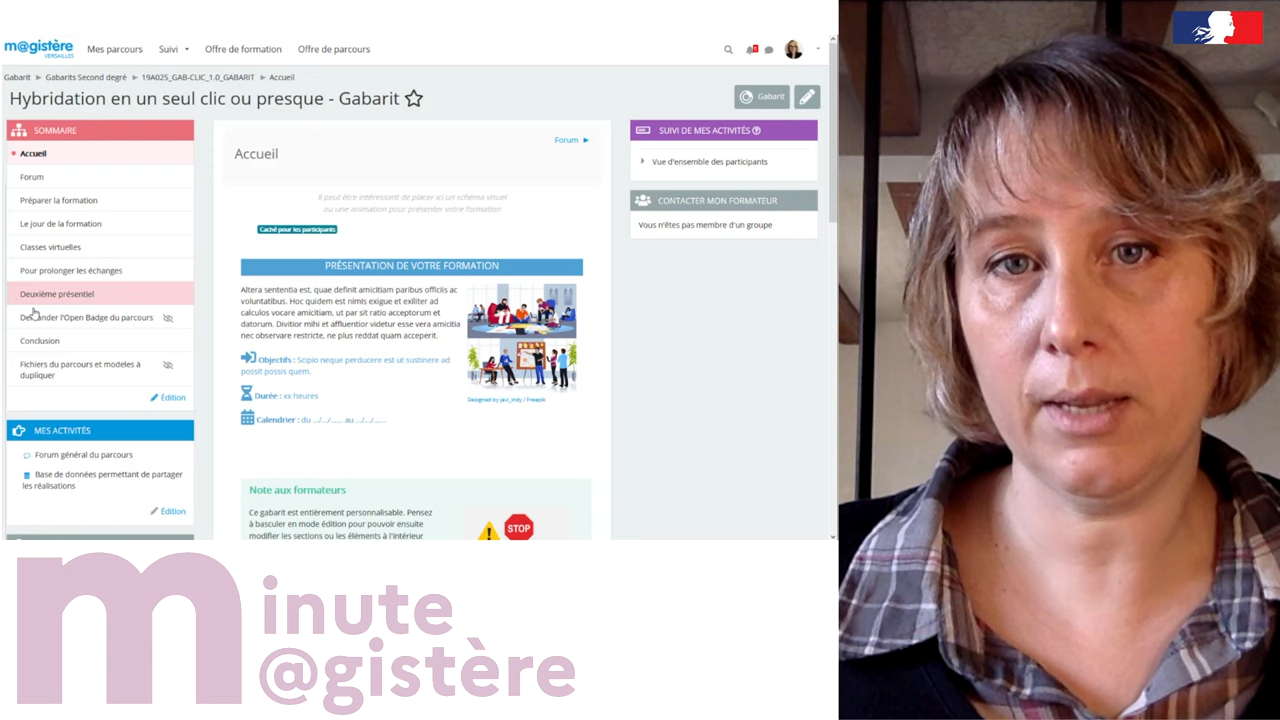 m@gistère
VERSAILLES
Mes parcours
Suivi
Offre de formation
Offre de parcours
Gabarit ► Gabarits Second degré ► 19A025_GAB-CLIC_1.0_GABARIT ► Accueil
Hybridation en un seul clic ou presque - Gabarit
Gabarit
SOMMAIRE
Accueil
Forum
Préparer la formation
Le jour de la formation
Classes virtuelles
Pour prolonger les échanges
Deuxième présentiel
Demander l'Open Badge du parcours
Conclusion
Fichiers du parcours et modeles à
dupliquer
Édition
MES ACTIVITÉS
Forum général du parcours
Base de données permettant de partager
les réalisations
Édition
Forum ►
Accueil
Il peut être intéressant de placer ici un schéma visuel
ou une animation pour présenter votre formation
Caché pour les participants
PRÉSENTATION DE VOTRE FORMATION
Altera sententia est, quae definit amicitiam paribus officiis ac
voluntatibus. Hoc quidem est nimis exigue et exiliter ad
calculos vocare amicitiam, ut par sit ratio acceptorum et
datorum. Divitior mihi et affluentior videtur esse vera amicitia
nec observare restricte, ne plus reddat quam acceperit.
Objectifs : Scipio neque perducere est ut sustinere ad
possit possits quem.
Durée : xx heures
Calendrier : du .../.../...... au .../.../......
Designed by javi_indy / Freepik
Note aux formateurs
Ce gabarit est entièrement personnalisable. Pensez
à basculer en mode édition pour pouvoir ensuite
modifier les sections ou les éléments à l'intérieur
STOP
SUIVI DE MES ACTIVITÉS
Vue d'ensemble des participants
CONTACTER MON FORMATEUR
Vous n'êtes pas membre d'un groupe
minute
m@gistère